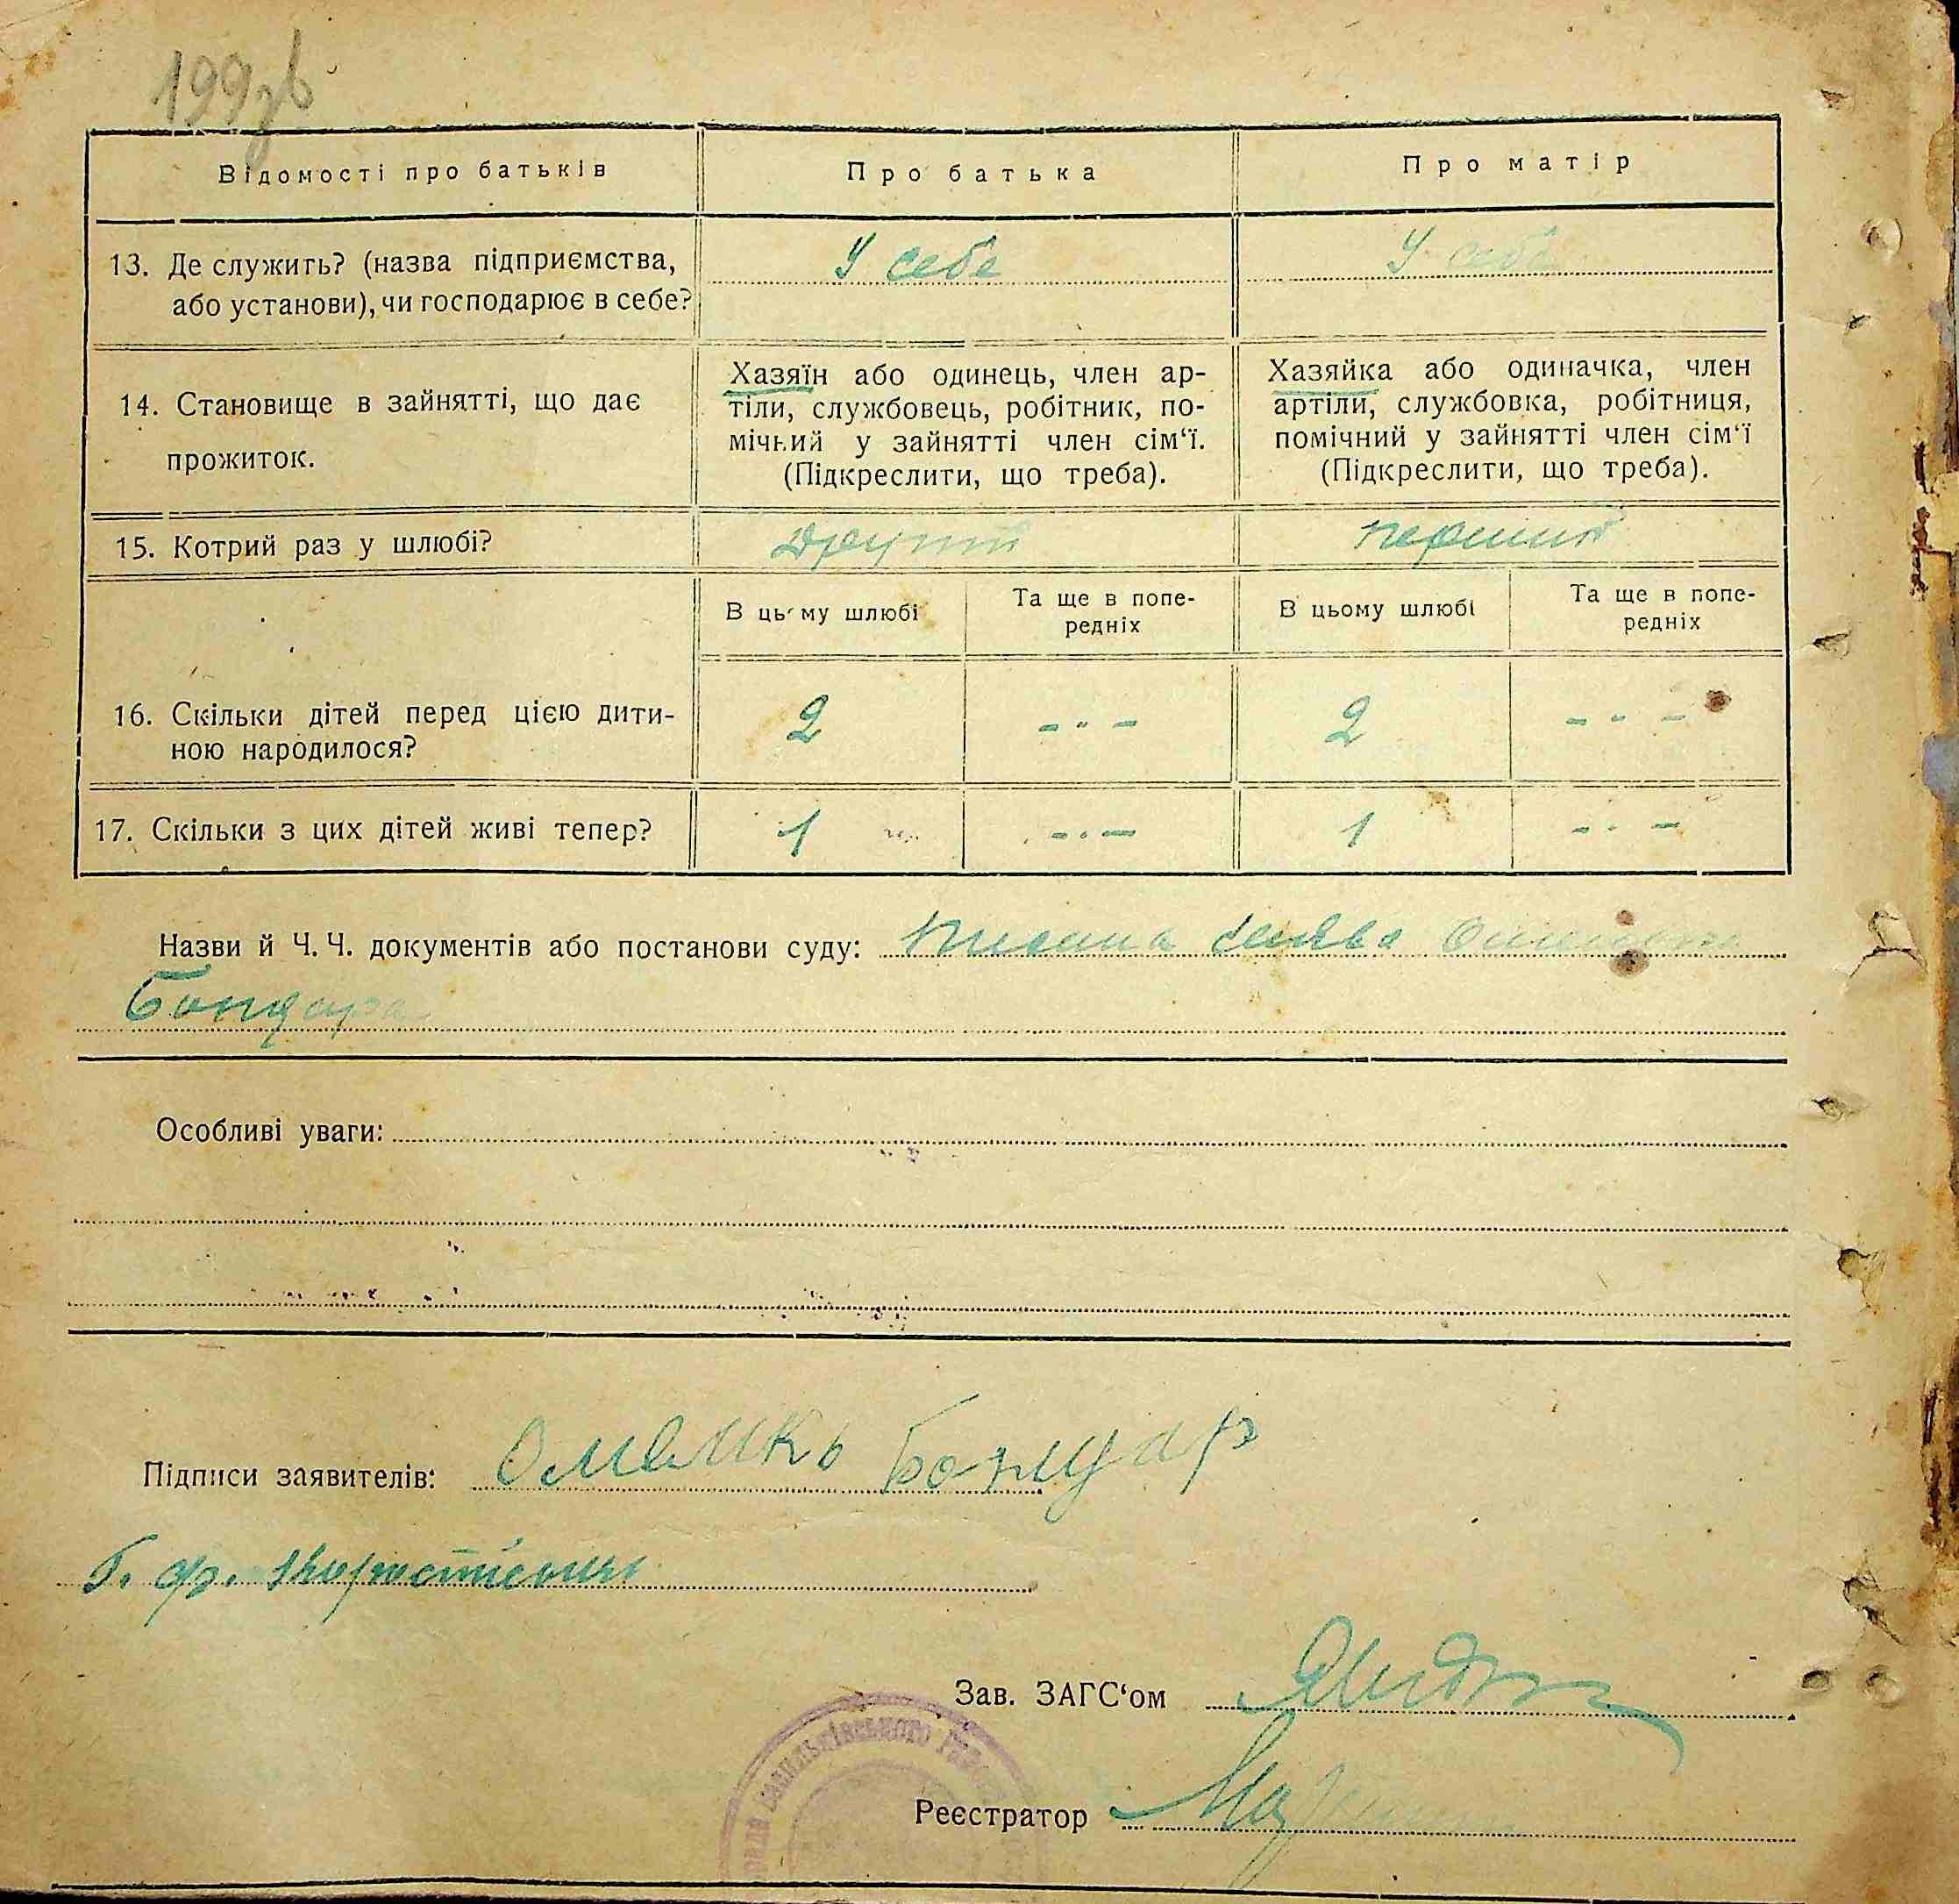 199зв
Відомості про батьків
Про батька
Про матір
13. Де служить? (назва підприємства,
або установи), чи господарює в себе?
У себе
У себе
14. Становище в зайнятті, що дає
прожиток.
Хазяїн або одинець, член ар-
тіли, службовець, робітник, по-
мічний у зайнятті член сім‘ї.
(Підкреслити, що треба).
Хазяйка або одиначка, член
артіли, службовка, робітниця,
помічний у зайнятті член сім‘ї
(Підкреслити, що треба).
15. Котрий раз у шлюбі?
другий
перший
В цьому шлюбі
Та ще в попе-
редніх
В цьому шлюбі
Та ще в попе-
редніх
16. Скільки дітей перед цією дити-
ною народилося?
2
- " -
2
- " -
17. Скільки з цих дітей живі тепер?
1
- " -
1
- " -
Назви й Ч. Ч. документів або постанови суду: заява
Бондара
Особливі уваги:
Підписи заявителів: Омелько Бондар
Зав. ЗАГС‘ом
Реєстратор